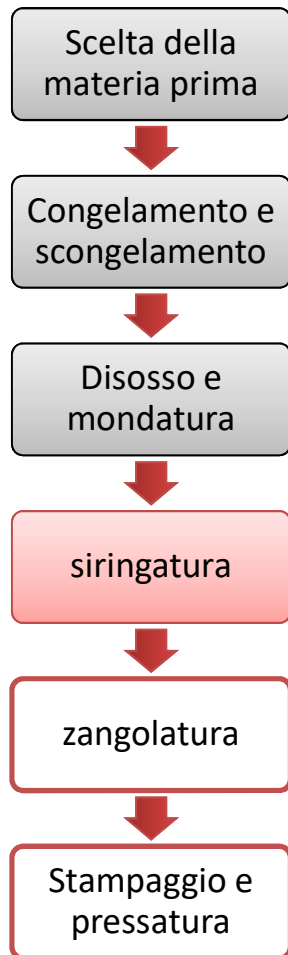 Scelta della
materia prima
Congelamento e
scongelamento
Disosso e
mondatura
siringatura
zangolatura
Stampaggio e
pressatura